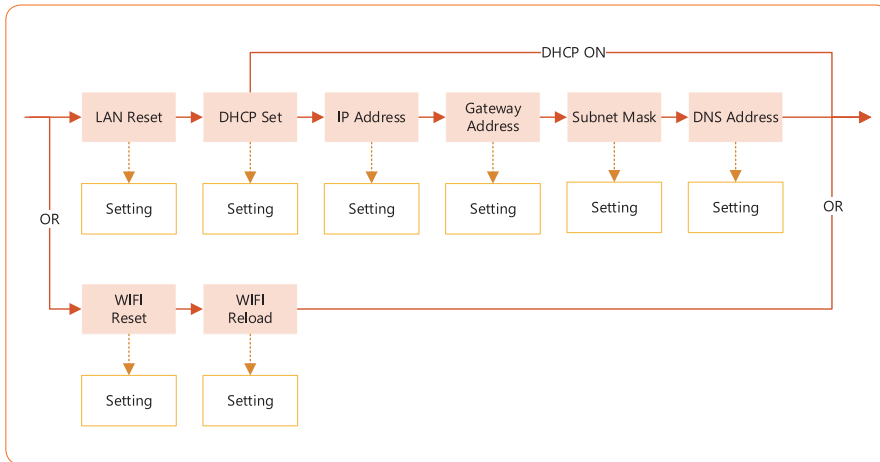 DHCP ON
LAN Reset
DHCP Set
IP Address
Gateway
Address
Subnet Mask
DNS Address
Setting
Setting
Setting
Setting
Setting
Setting
OR
OR
WIFI
Reset
WIFI
Reload
Setting
Setting